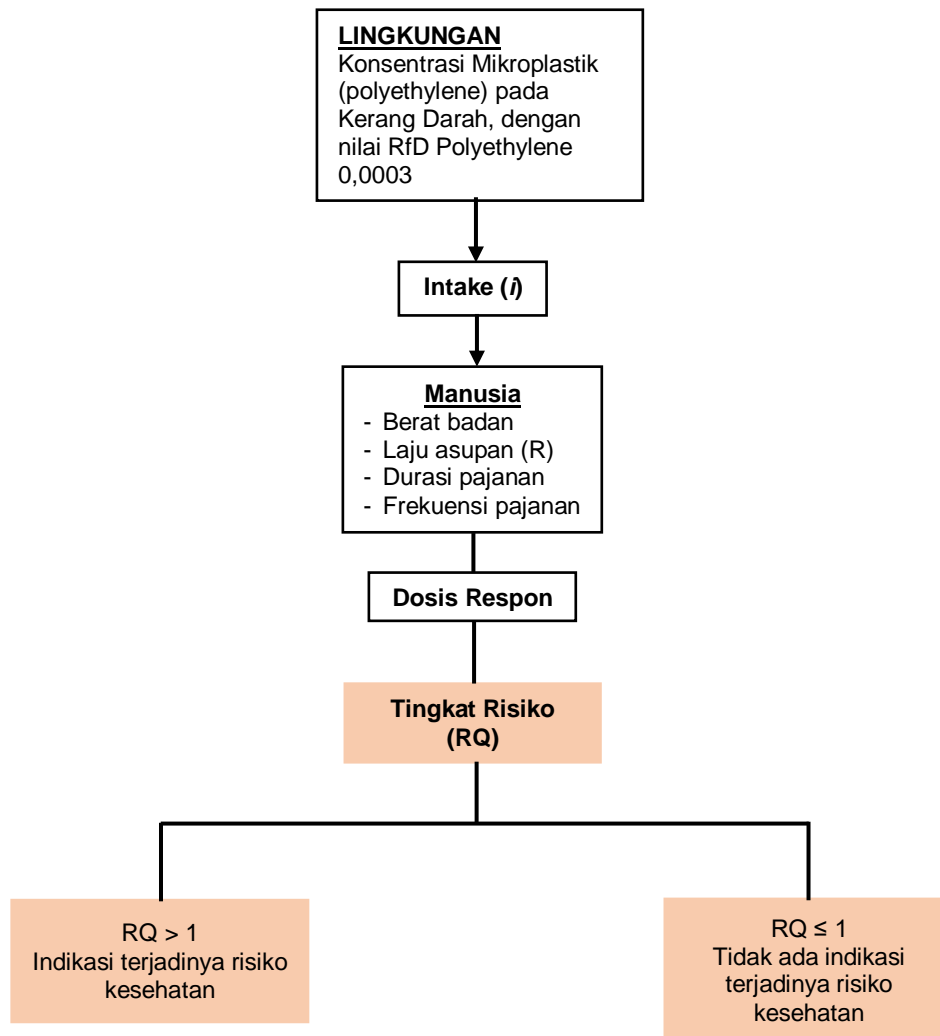 LINGKUNGAN
Konsentrasi Mikroplastik
(polyethylene) pada
Kerang Darah, dengan
nilai RfD Polyethylene
0,0003
Intake (i)
Manusia
- Berat badan
- Laju asupan (R)
- Durasi pajanan
- Frekuensi pajanan
Dosis Respon
Tingkat Risiko
(RQ)
RQ > 1
Indikasi terjadinya risiko
kesehatan
RQ ≤ 1
Tidak ada indikasi
terjadinya risiko
kesehatan